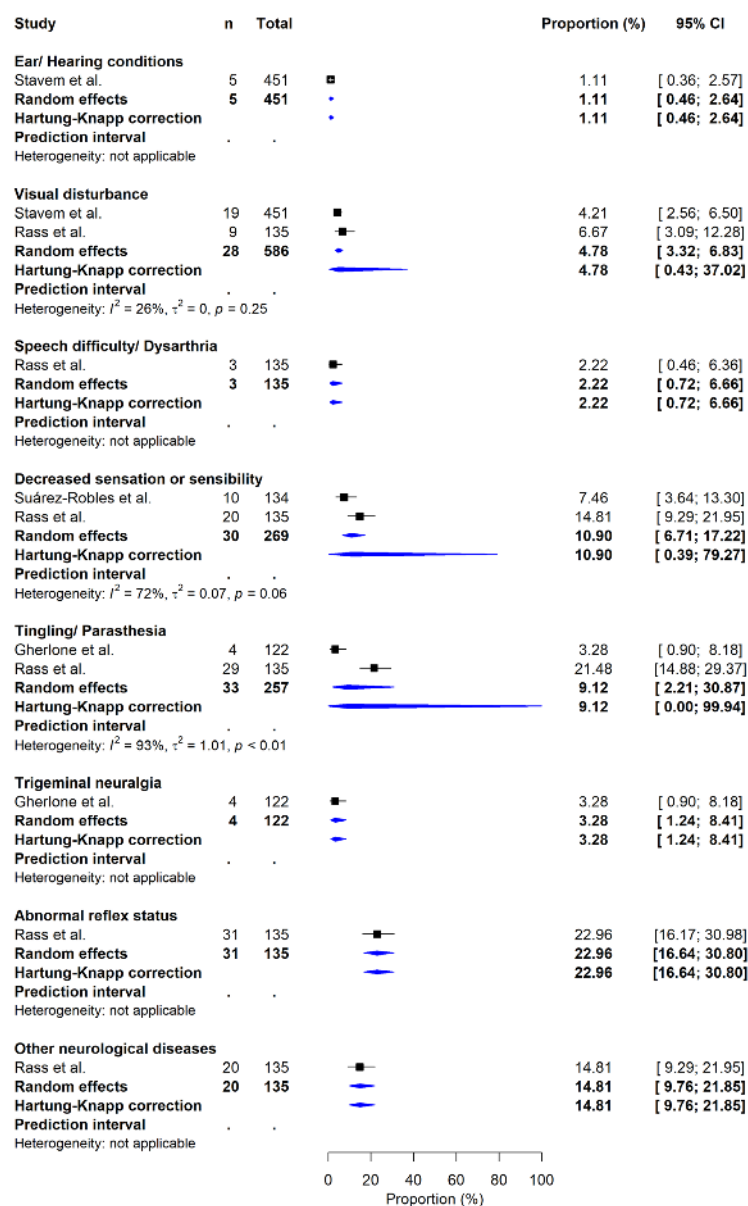 Study n Total Proportion (%) 95% CI
Ear/ Hearing conditions
Stavem et al. 5 451 1.11 [ 0.36; 2.57]
Random effects 5 451 1.11 [ 0.46; 2.64]
Hartung-Knapp correction 1.11 [ 0.46; 2.64]
Prediction interval . .
Heterogeneity: not applicable
Visual disturbance
Stavem et al. 19 451 4.21 [ 2.56; 6.50]
Rass et al. 9 135 6.67 [ 3.09; 12.28]
Random effects 28 586 4.78 [ 3.32; 6.83]
Hartung-Knapp correction 4.78 [ 0.43; 37.02]
Prediction interval . .
Heterogeneity: I² = 26%, τ² = 0, p = 0.25
Speech difficulty/ Dysarthria
Rass et al. 3 135 2.22 [ 0.46; 6.36]
Random effects 3 135 2.22 [ 0.72; 6.66]
Hartung-Knapp correction 2.22 [ 0.72; 6.66]
Prediction interval . .
Heterogeneity: not applicable
Decreased sensation or sensibility
Suárez-Robles et al. 10 134 7.46 [ 3.64; 13.30]
Rass et al. 20 135 14.81 [ 9.29; 21.95]
Random effects 30 269 10.90 [ 6.71; 17.22]
Hartung-Knapp correction 10.90 [ 0.39; 79.27]
Prediction interval . .
Heterogeneity: I² = 72%, τ² = 0.07, p = 0.06
Tingling/ Parasthesia
Gherlone et al. 4 122 3.28 [ 0.90; 8.18]
Rass et al. 29 135 21.48 [14.88; 29.37]
Random effects 33 257 9.12 [ 2.21; 30.87]
Hartung-Knapp correction 9.12 [ 0.00; 99.94]
Prediction interval . .
Heterogeneity: I² = 93%, τ² = 1.01, p < 0.01
Trigeminal neuralgia
Gherlone et al. 4 122 3.28 [ 0.90; 8.18]
Random effects 4 122 3.28 [ 1.24; 8.41]
Hartung-Knapp correction 3.28 [ 1.24; 8.41]
Prediction interval . .
Heterogeneity: not applicable
Abnormal reflex status
Rass et al. 31 135 22.96 [16.17; 30.98]
Random effects 31 135 22.96 [16.64; 30.80]
Hartung-Knapp correction 22.96 [16.64; 30.80]
Prediction interval . .
Heterogeneity: not applicable
Other neurological diseases
Rass et al. 20 135 14.81 [ 9.29; 21.95]
Random effects 20 135 14.81 [ 9.76; 21.85]
Hartung-Knapp correction 14.81 [ 9.76; 21.85]
Prediction interval . .
Heterogeneity: not applicable
0 20 40 60 80 100
Proportion (%)